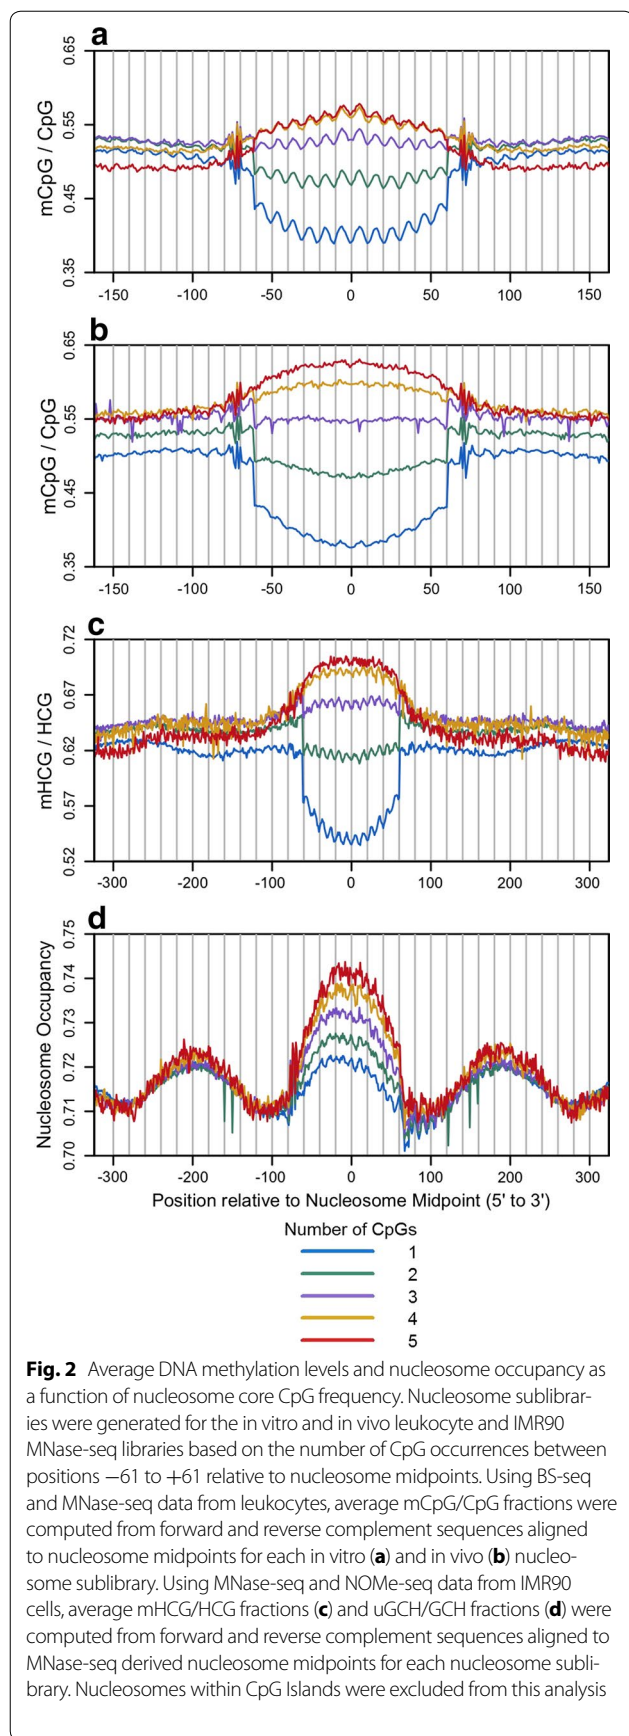 a
0.65
0.55
0.45
0.35
mCpG / CpG
-150 -100 -50 0 50 100 150
b
0.65
0.55
0.45
0.35
mCpG / CpG
-150 -100 -50 0 50 100 150
c
0.72
0.67
0.62
0.57
0.52
mHCG / HCG
-300 -200 -100 0 100 200 300
d
0.75
0.74
0.73
0.72
0.71
0.70
Nucleosome Occupancy
-300 -200 -100 0 100 200 300
Position relative to Nucleosome Midpoint (5' to 3')
Number of CpGs
1
2
3
4
5
Fig. 2 Average DNA methylation levels and nucleosome occupancy as
a function of nucleosome core CpG frequency. Nucleosome sublibrar-
ies were generated for the in vitro and in vivo leukocyte and IMR90
MNase-seq libraries based on the number of CpG occurrences between
positions −61 to +61 relative to nucleosome midpoints. Using BS-seq
and MNase-seq data from leukocytes, average mCpG/CpG fractions were
computed from forward and reverse complement sequences aligned
to nucleosome midpoints for each in vitro (a) and in vivo (b) nucleo-
some sublibrary. Using MNase-seq and NOMe-seq data from IMR90
cells, average mHCG/HCG fractions (c) and uGCH/GCH fractions (d) were
computed from forward and reverse complement sequences aligned to
MNase-seq derived nucleosome midpoints for each nucleosome subli-
brary. Nucleosomes within CpG Islands were excluded from this analysis